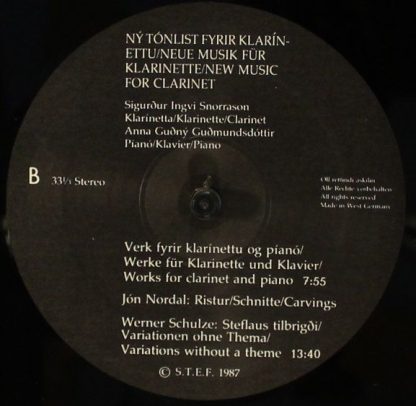 NÝ TÓNLIST FYRIR KLARÍN-
ETTU/NEUE MUSIK FÜR
KLARINETTE/NEW MUSIC
FOR CLARINET
Sigurður Ingvi Snorrason
Klarínetta/Klarinette/Clarinet
Anna Guðný Guðmundsdóttir
Píanó/Klavier/Piano
B 33⅓ Stereo
Öll réttindi áskilin
Alle Rechte vorbehalten
All rights reserved
Made in West Germany
Verk fyrir klarínettu og píanó/
Werke für Klarinette und Klavier/
Works for clarinet and piano 7:55
Jón Nordal: Ristur/Schnitte/Carvings
Werner Schulze: Steflaus tilbrigði/
Variationen ohne Thema/
Variations without a theme 13:40
© S.T.E.F. 1987